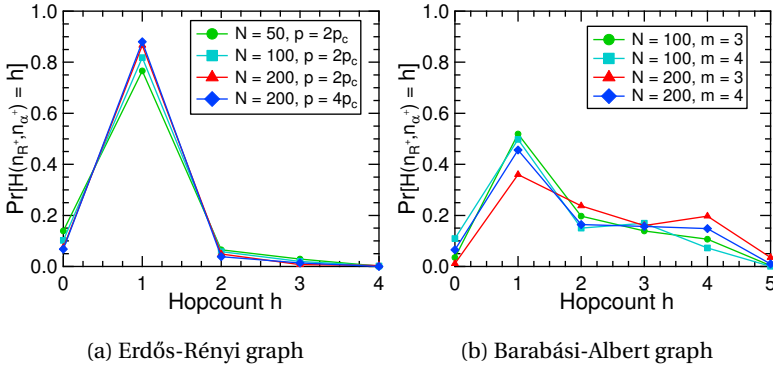 Pr[H(n_R+,n_α+) = h]
1.0
0.8
0.6
0.4
0.2
0.0
N = 50, p = 2p_c
N = 100, p = 2p_c
N = 200, p = 2p_c
N = 200, p = 4p_c
0 1 2 3 4
Hopcount h
(a) Erdős-Rényi graph
Pr[H(n_R+,n_α+) = h]
1.0
0.8
0.6
0.4
0.2
0.0
N = 100, m = 3
N = 100, m = 4
N = 200, m = 3
N = 200, m = 4
0 1 2 3 4 5
Hopcount h
(b) Barabási-Albert graph